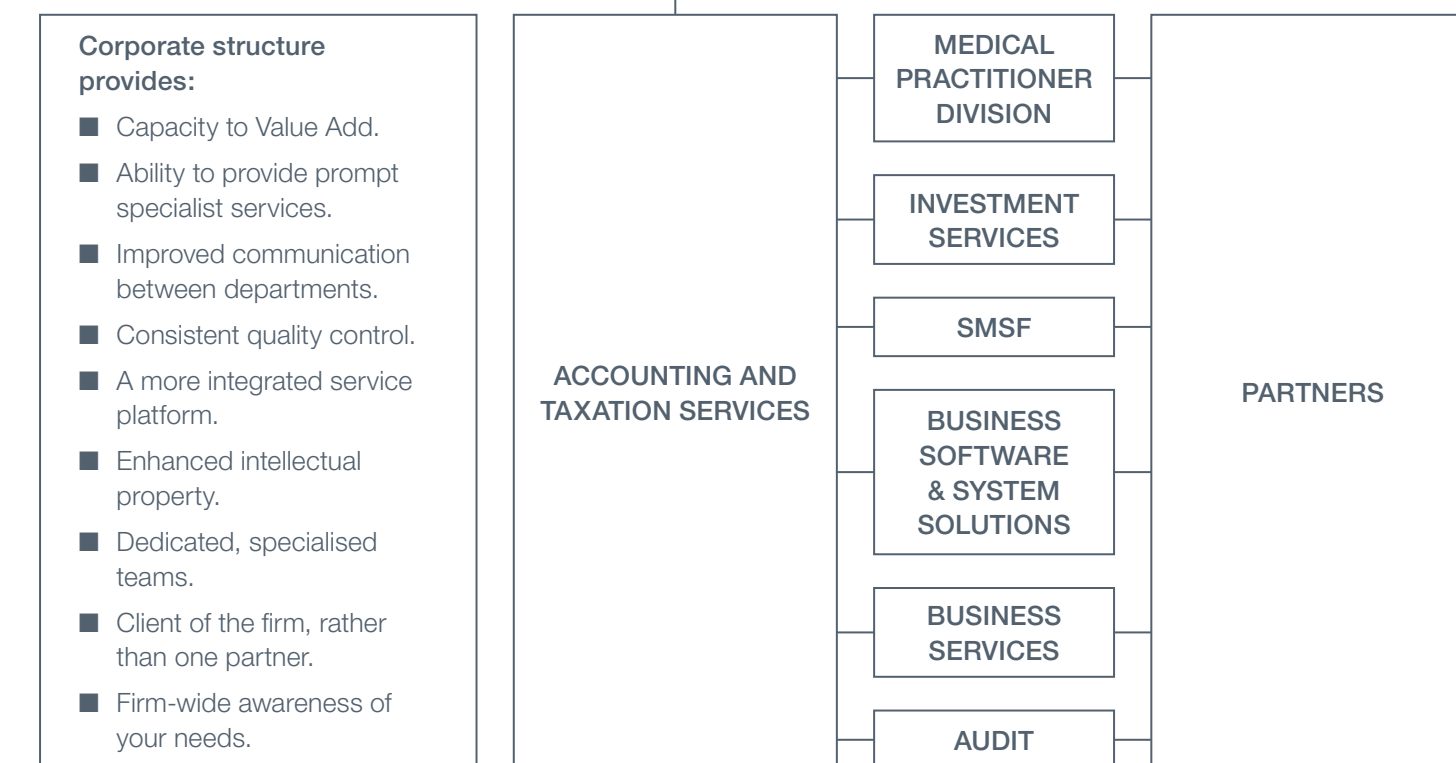 Corporate structure
provides:
■ Capacity to Value Add.
■ Ability to provide prompt
specialist services.
■ Improved communication
between departments.
■ Consistent quality control.
■ A more integrated service
platform.
■ Enhanced intellectual
property.
■ Dedicated, specialised
teams.
■ Client of the firm, rather
than one partner.
■ Firm-wide awareness of
your needs.
ACCOUNTING AND
TAXATION SERVICES
MEDICAL
PRACTITIONER
DIVISION
INVESTMENT
SERVICES
SMSF
BUSINESS
SOFTWARE
& SYSTEM
SOLUTIONS
BUSINESS
SERVICES
AUDIT
PARTNERS